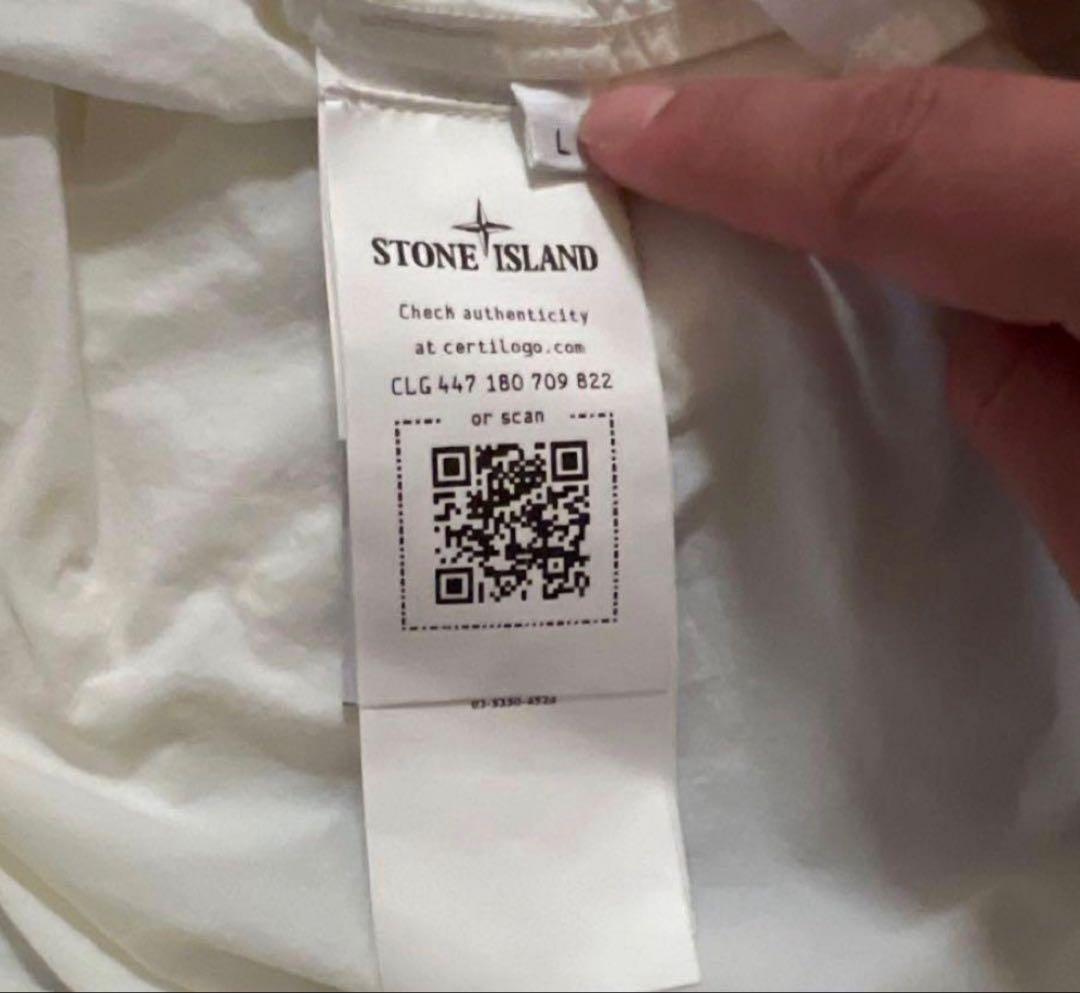 L
STONE ISLAND
Check authenticity
at certilogo.com
CLG 447 180 709 822
or scan